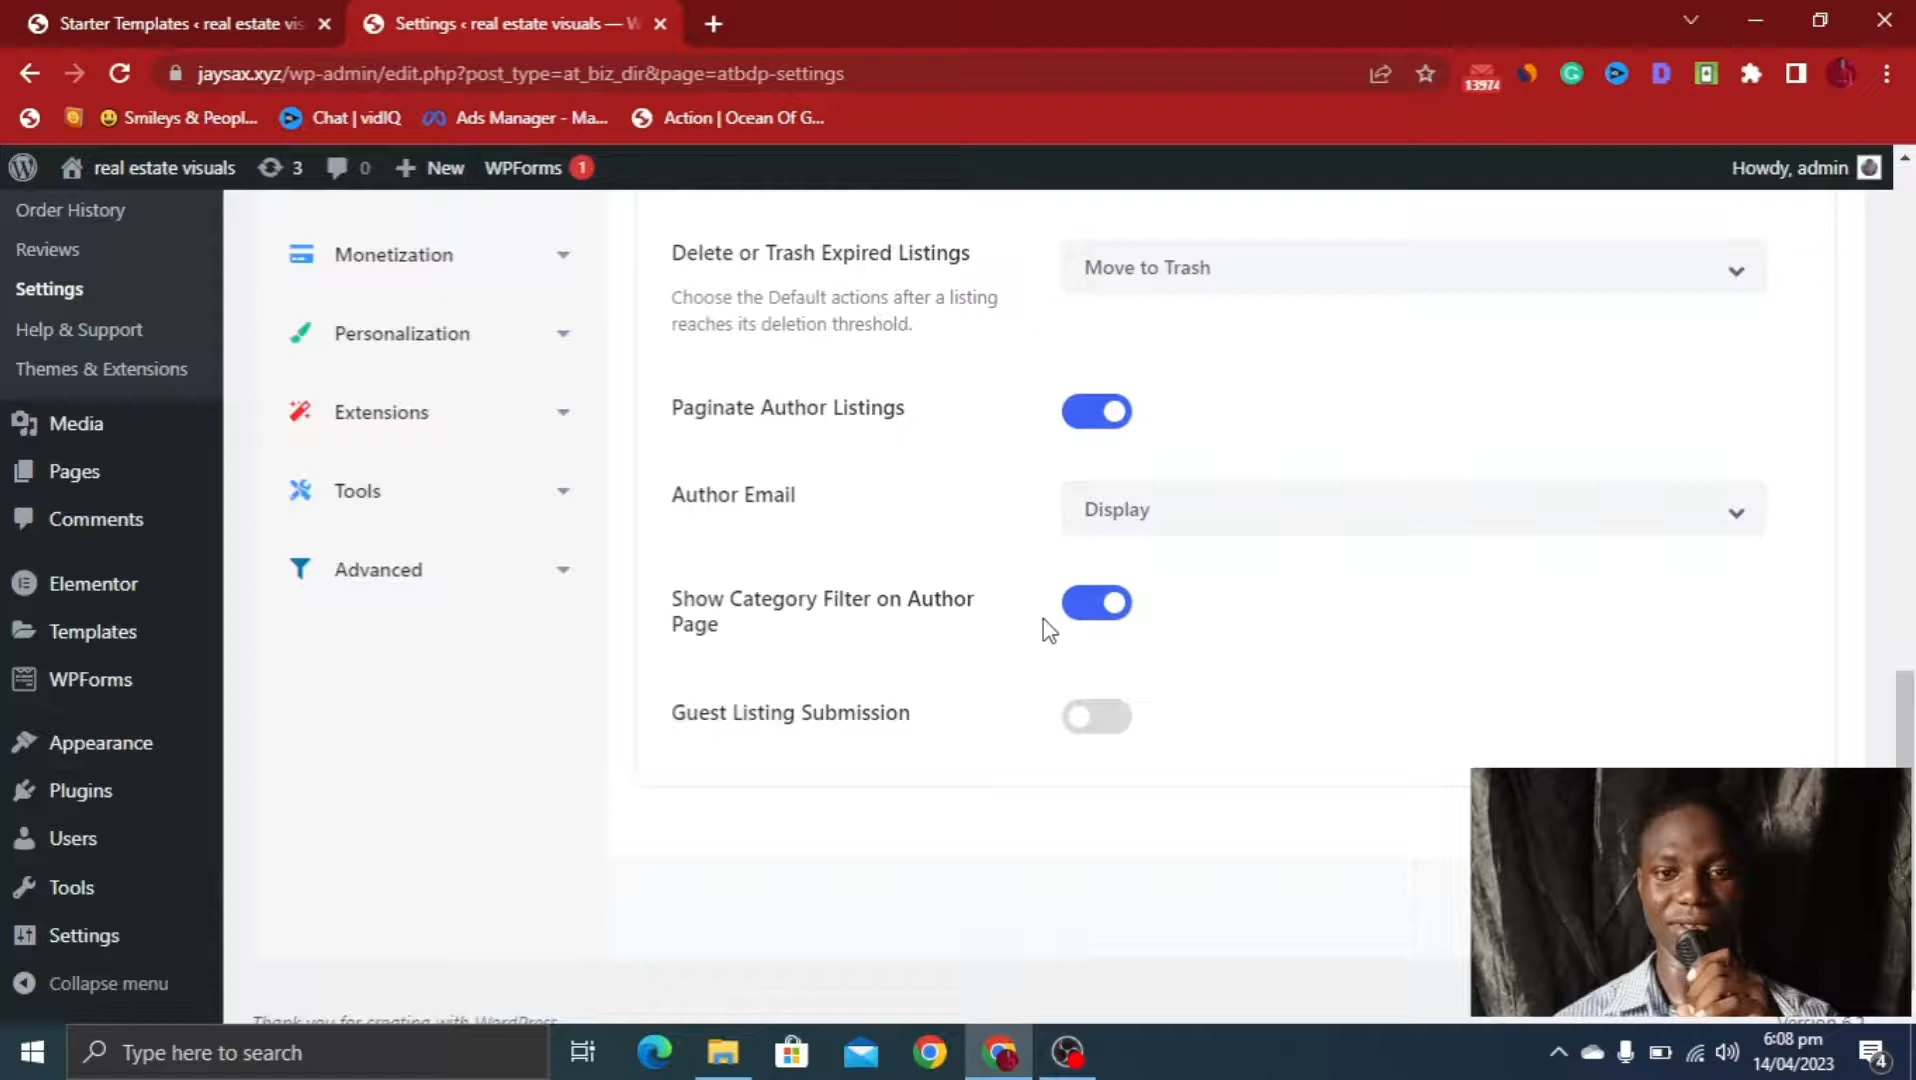 Starter Templates ‹ real estate vis
Settings ‹ real estate visuals — W
jaysax.xyz/wp-admin/edit.php?post_type=at_biz_dir&page=atbdp-settings
13974
Smileys & Peopl...
Chat | vidIQ
Ads Manager - Ma...
Action | Ocean Of G...
real estate visuals
3
0
New
WPForms 1
Howdy, admin
Order History
Reviews
Settings
Help & Support
Themes & Extensions
Media
Pages
Comments
Elementor
Templates
WPForms
Appearance
Plugins
Users
Tools
Settings
Collapse menu
Monetization
Personalization
Extensions
Tools
Advanced
Delete or Trash Expired Listings
Choose the Default actions after a listing
reaches its deletion threshold.
Move to Trash
Paginate Author Listings
Author Email
Display
Show Category Filter on Author
Page
Guest Listing Submission
Thank you for creating with WordPress
Version 6.2
Type here to search
6:08 pm
14/04/2023
4